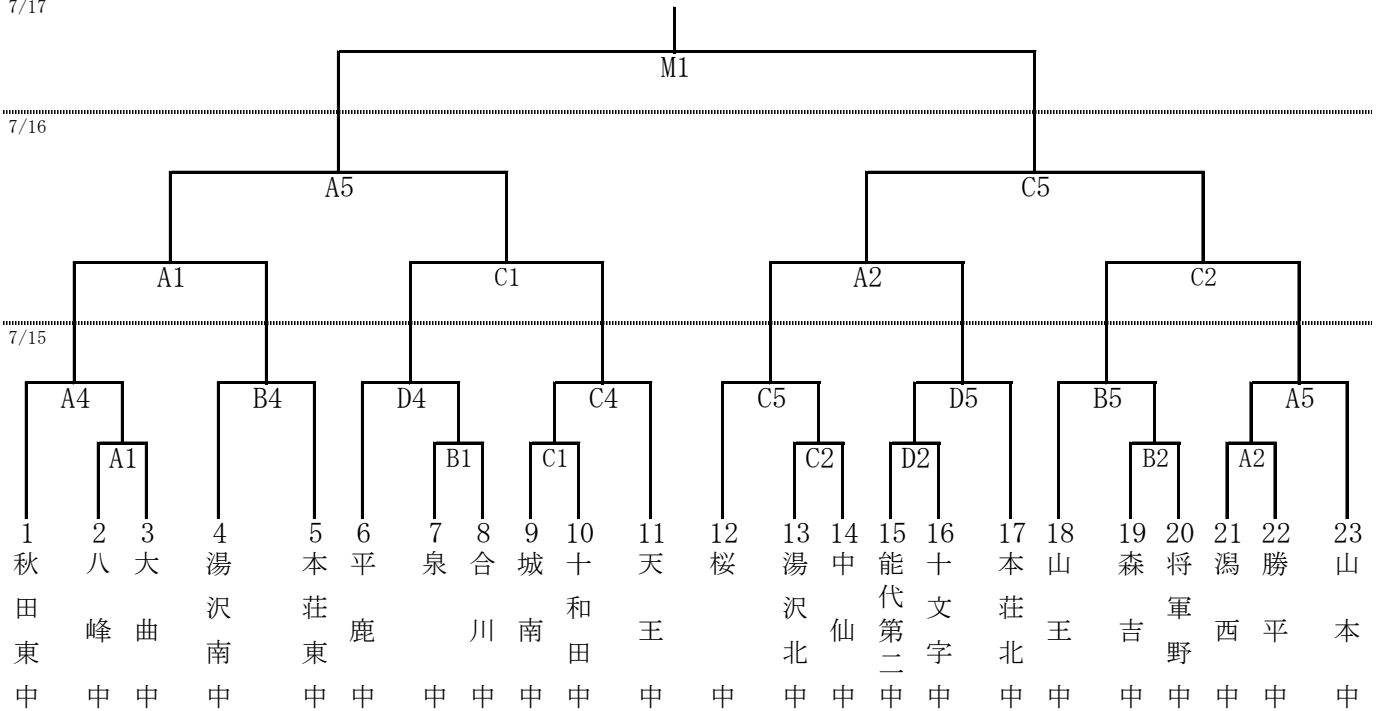 7/17
M1
7/16
A5 C5
A1 C1 A2 C2
7/15
A4 B4 D4 C4 C5 D5 B5 A5
A1 B1 C1 C2 D2 B2 A2
1 2 3 4 5 6 7 8 9 10 11 12 13 14 15 16 17 18 19 20 21 22 23
秋田東中
八峰中
大曲中
湯沢南中
本荘東中
平鹿中
泉中
合川中
城南中
十和田中
天王中
桜中
湯沢北中
中仙中
能代第二中
十文字中
本荘北中
山王中
森吉中
将軍野中
潟西中
勝平中
山本中